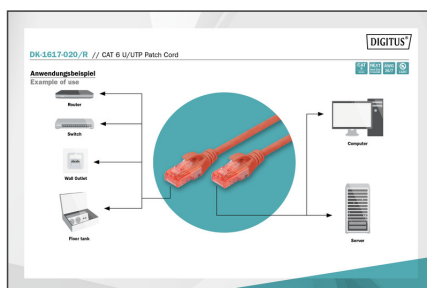 DIGITUS®
DK-1617-020/R // CAT 6 U/UTP Patch Cord
Anwendungsbeispiel
Example of use
Router
Switch
Wall Outlet
Floor tank
Computer
Server